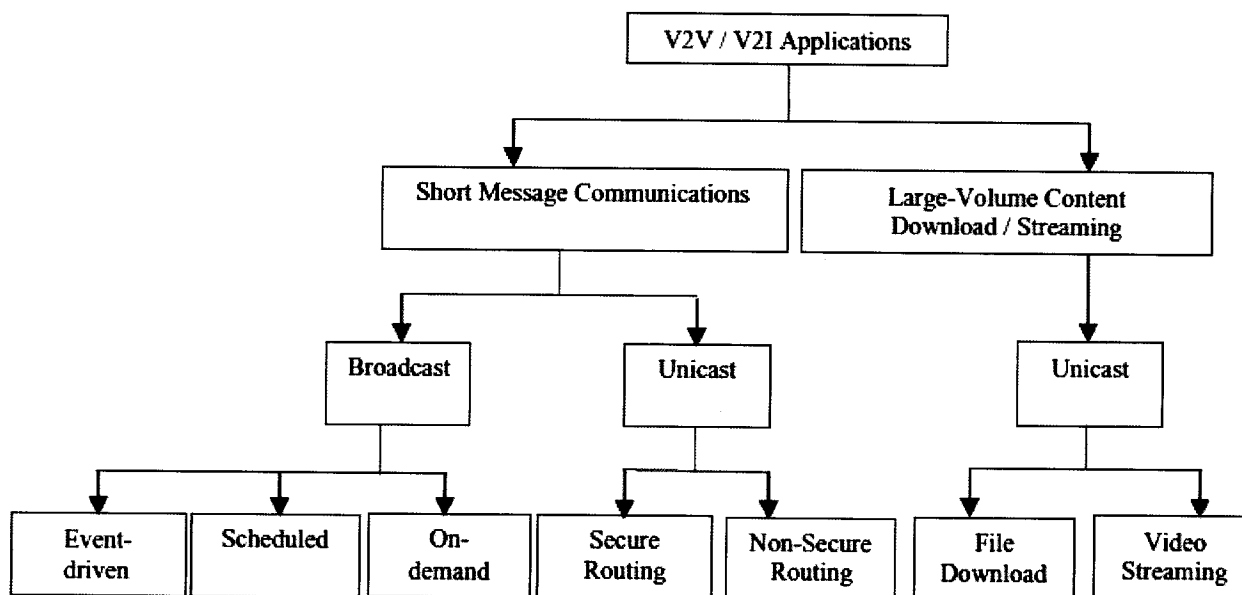 V2V / V2I Applications
Short Message Communications
Large-Volume Content
Download / Streaming
Broadcast
Unicast
Unicast
Event-
driven
Scheduled
On-
demand
Secure
Routing
Non-Secure
Routing
File
Download
Video
Streaming